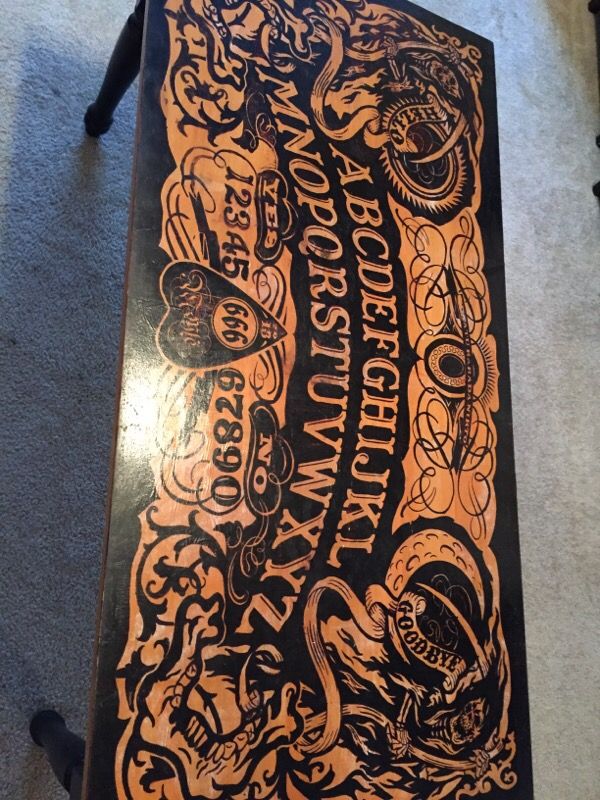 GOODBYE
ABCDEFGHIJKL
MNOPQRSTUVWXYZ
YES
NO
12345
67890
666